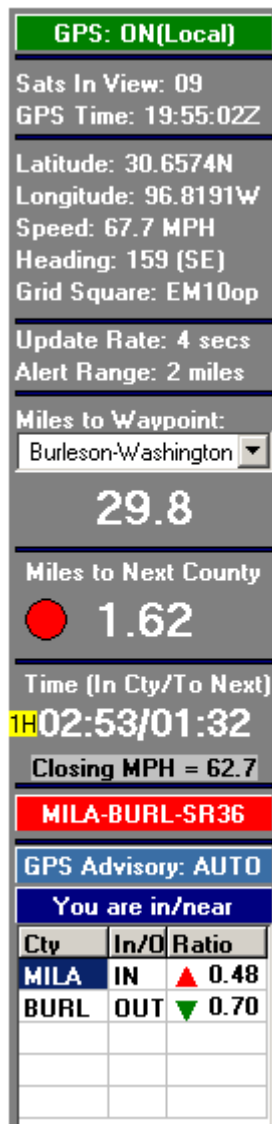 GPS: ON(Local)
Sats In View: 09
GPS Time: 19:55:02Z
Latitude: 30.6574N
Longitude: 96.8191W
Speed: 67.7 MPH
Heading: 159 (SE)
Grid Square: EM10op
Update Rate: 4 secs
Alert Range: 2 miles
Miles to Waypoint:
Burleson-Washington
29.8
Miles to Next County
1.62
Time (In Cty/To Next)
1H 02:53/01:32
Closing MPH = 62.7
MILA-BURL-SR36
GPS Advisory: AUTO
You are in/near
Cty In/O Ratio
MILA IN 0.48
BURL OUT 0.70